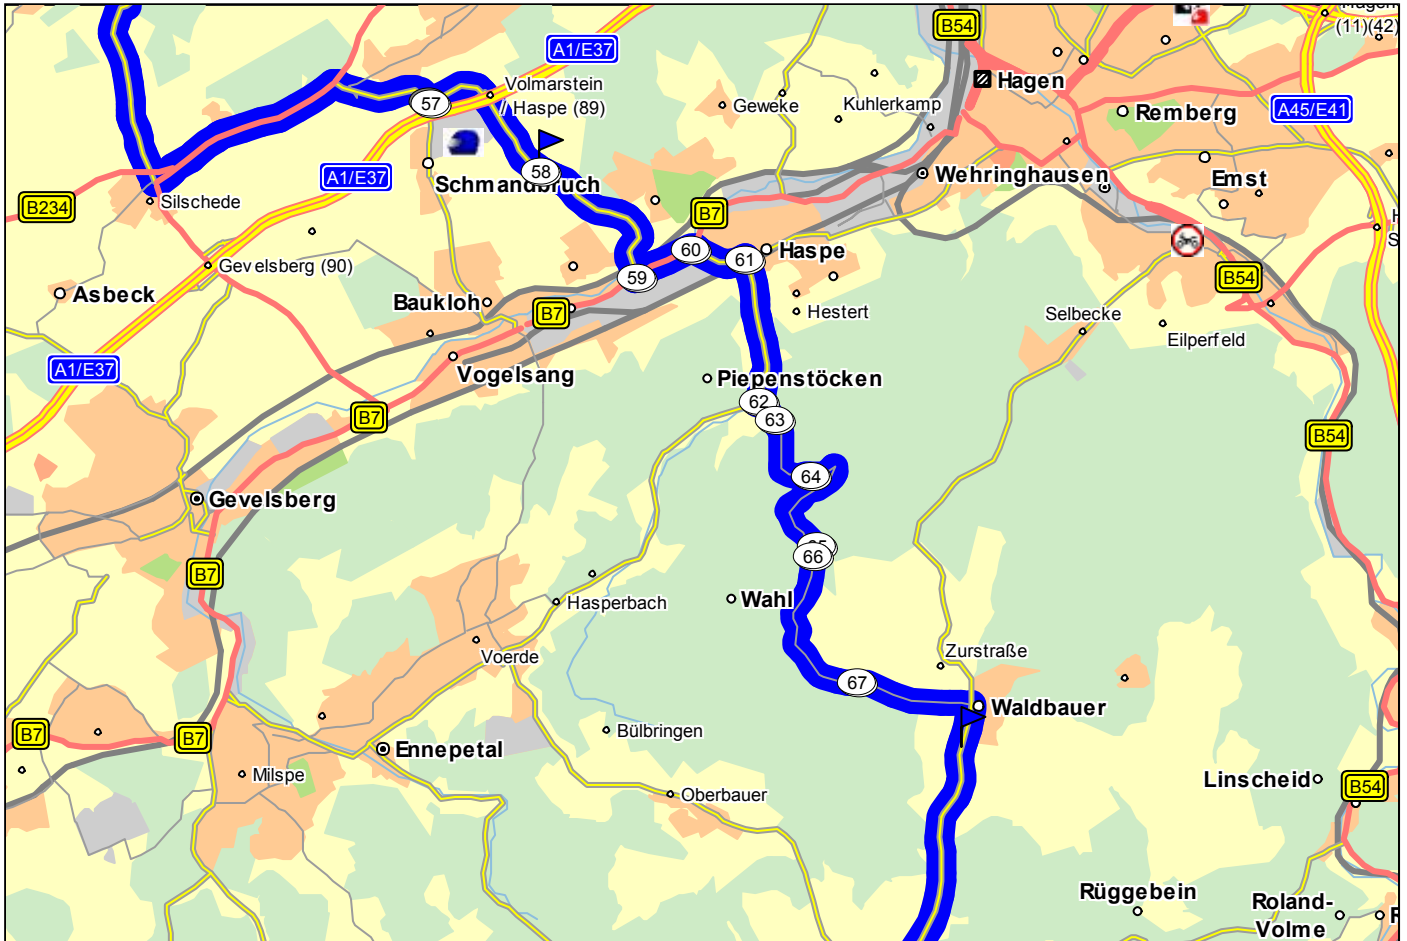 B54
Hagen
(11)(42)
A1/E37
Volmarstein
/ Haspe (89)
57
Geweke
Kuhlerkamp
Hagen
Remberg
A45/E41
A1/E37
58
Schmandbruch
Wehringhausen
Emst
B234
Silschede
B7
H
S
Gevelsberg (90)
59
60
61
Haspe
B54
Asbeck
Baukloh
B7
Hestert
Selbecke
Eilperfeld
A1/E37
Vogelsang
Piepenstöcken
B7
62
63
B54
64
Gevelsberg
66
B7
Hasperbach
Wahl
Voerde
Zurstraße
67
Waldbauer
B7
B7
Ennepetal
Bülbringen
Milspe
Oberbauer
Linscheid
B54
Rüggebein
Roland-
Volme